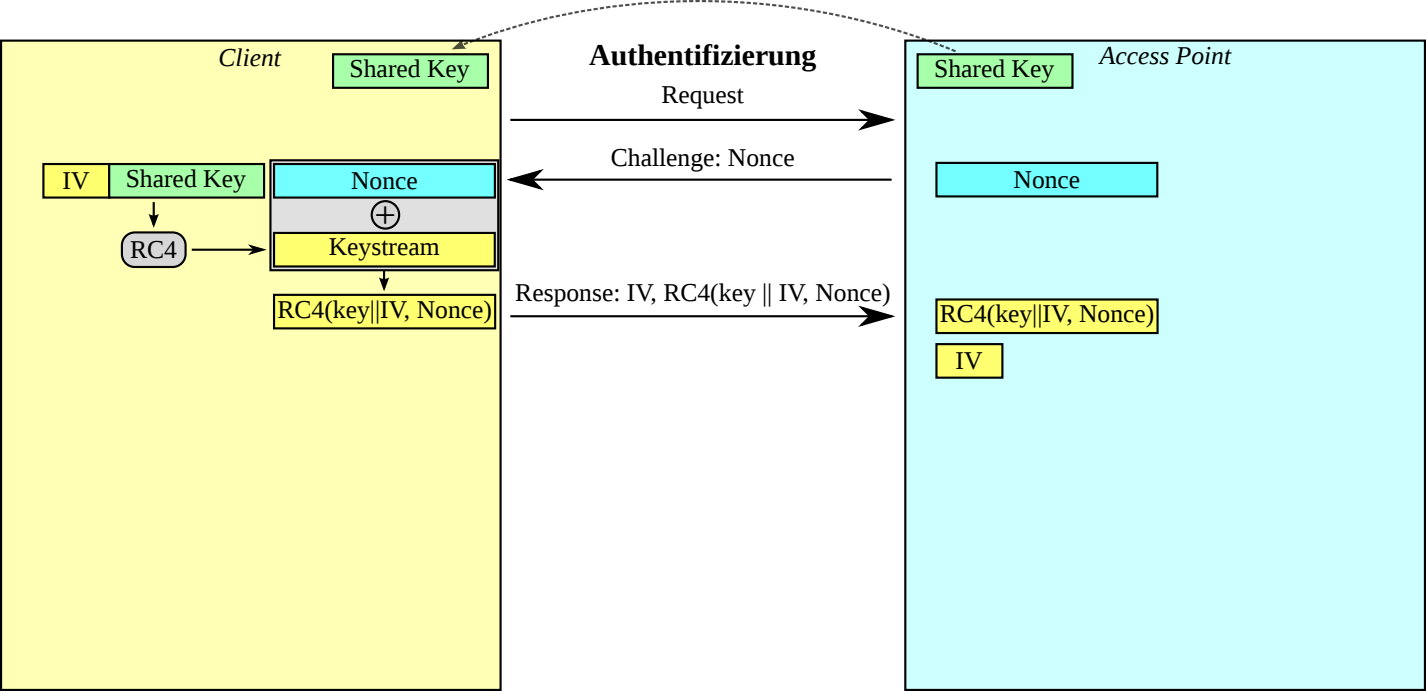 Client
Shared Key
Authentifizierung
Access Point
Shared Key
Request
Challenge: Nonce
IV
Shared Key
Nonce
Nonce
RC4
Keystream
RC4(key||IV, Nonce)
Response: IV, RC4(key || IV, Nonce)
RC4(key||IV, Nonce)
IV